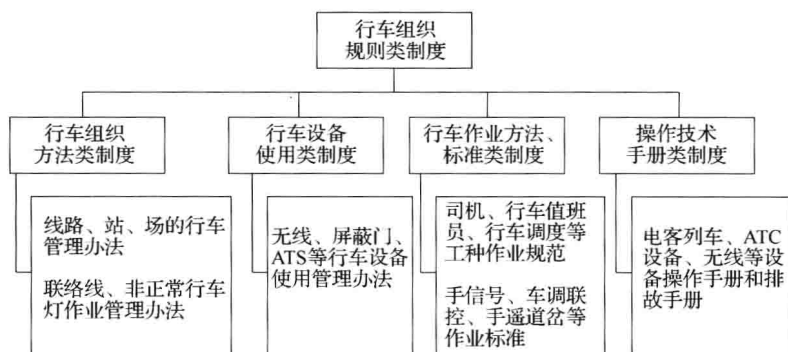 行车组织
规则类制度
行车组织
方法类制度
行车设备
使用类制度
行车作业方法、
标准类制度
操作技术
手册类制度
线路、站、场的行车
管理办法
联络线、非正常行车
灯作业管理办法
无线、屏蔽门、
ATS等行车设备
使用管理办法
司机、行车值班
员、行车调度等
工种作业规范
手信号、车调联
控、手遥道岔等
作业标准
电客列车、ATC
设备、无线等设
备操作手册和排
故手册